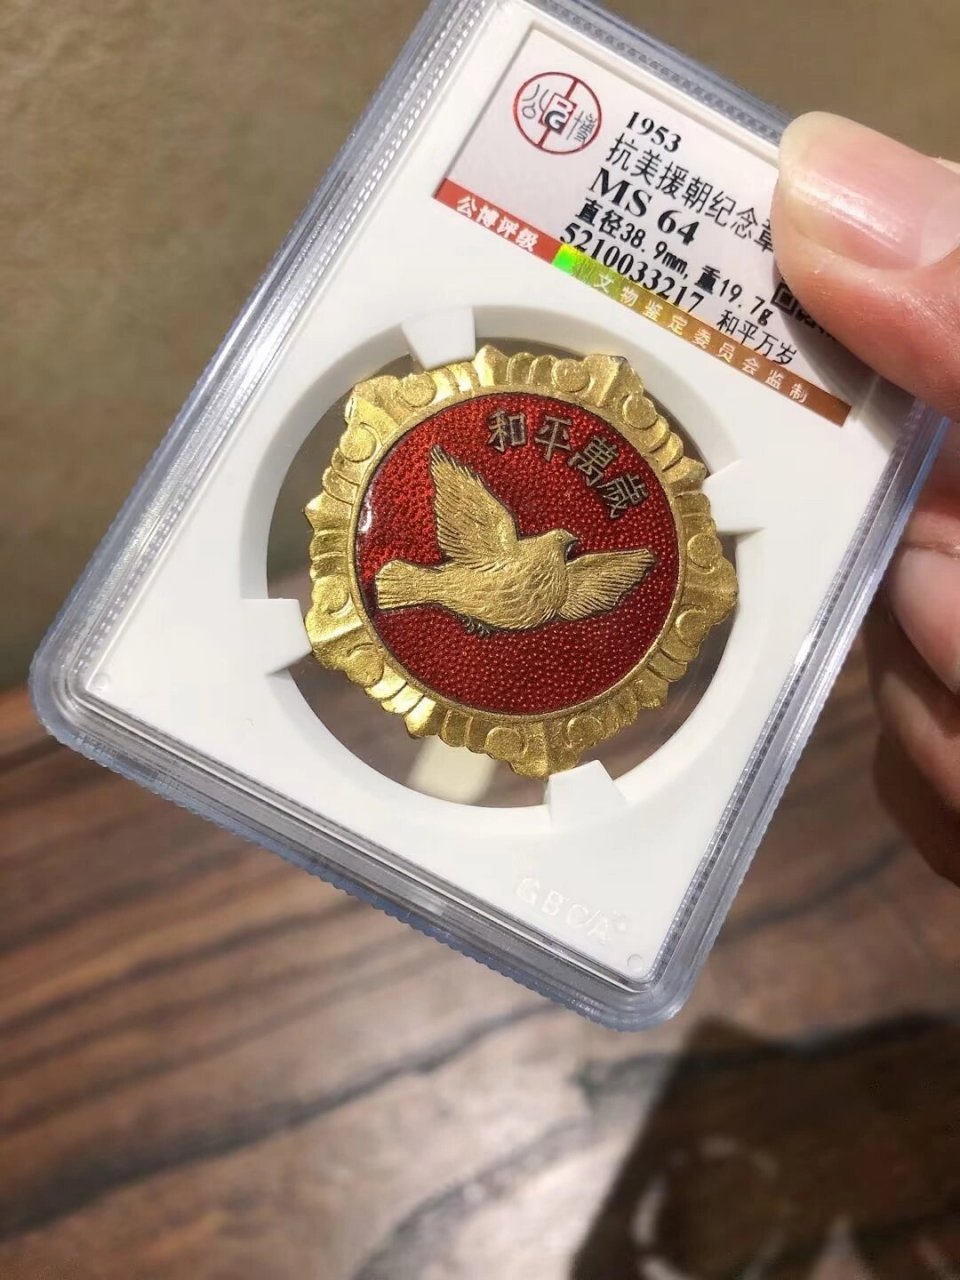 公博
1953
抗美援朝纪念章
MS 64
直径38.9mm,重19.7g
5210033217 和平万岁
公博评级
文物鉴定委员会监制
和平萬歲
GBCA